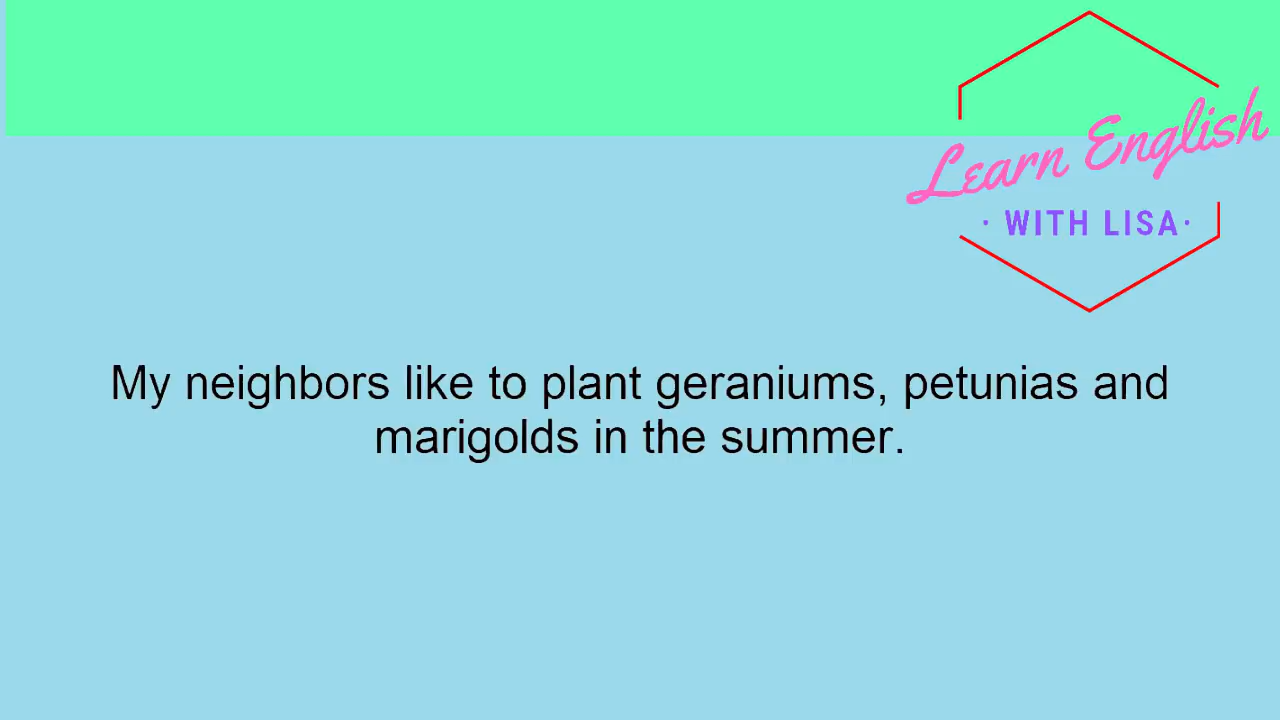 Learn English
· WITH LISA·
My neighbors like to plant geraniums, petunias and
marigolds in the summer.